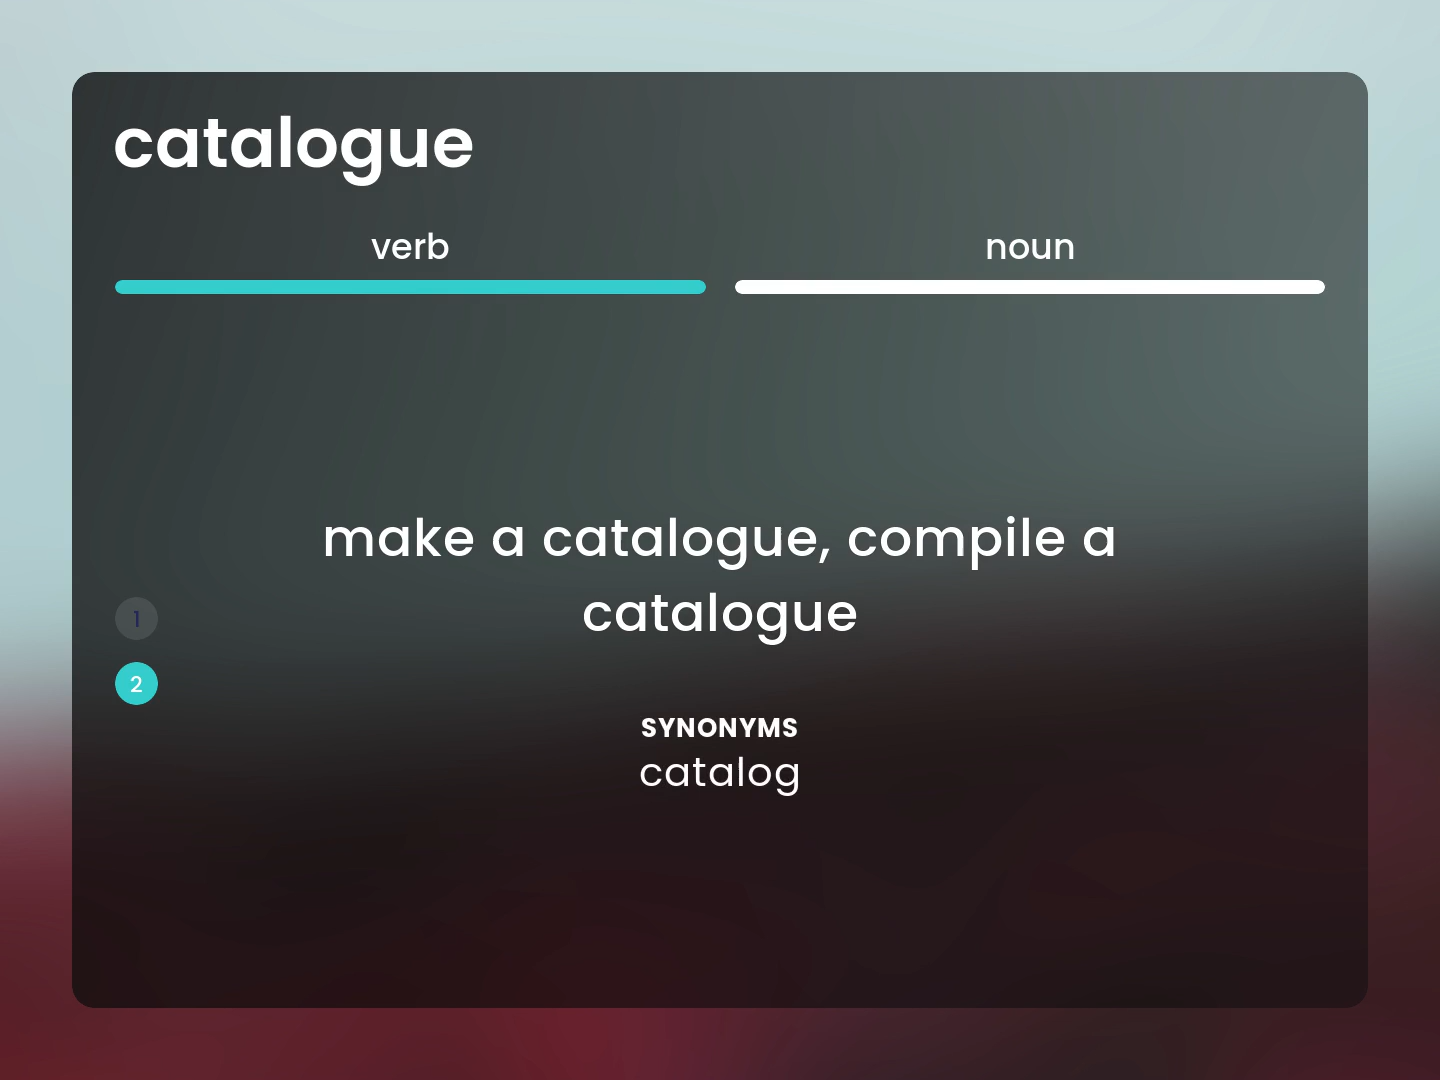 catalogue
verb
noun
make a catalogue, compile a
catalogue
1
2
SYNONYMS
catalog